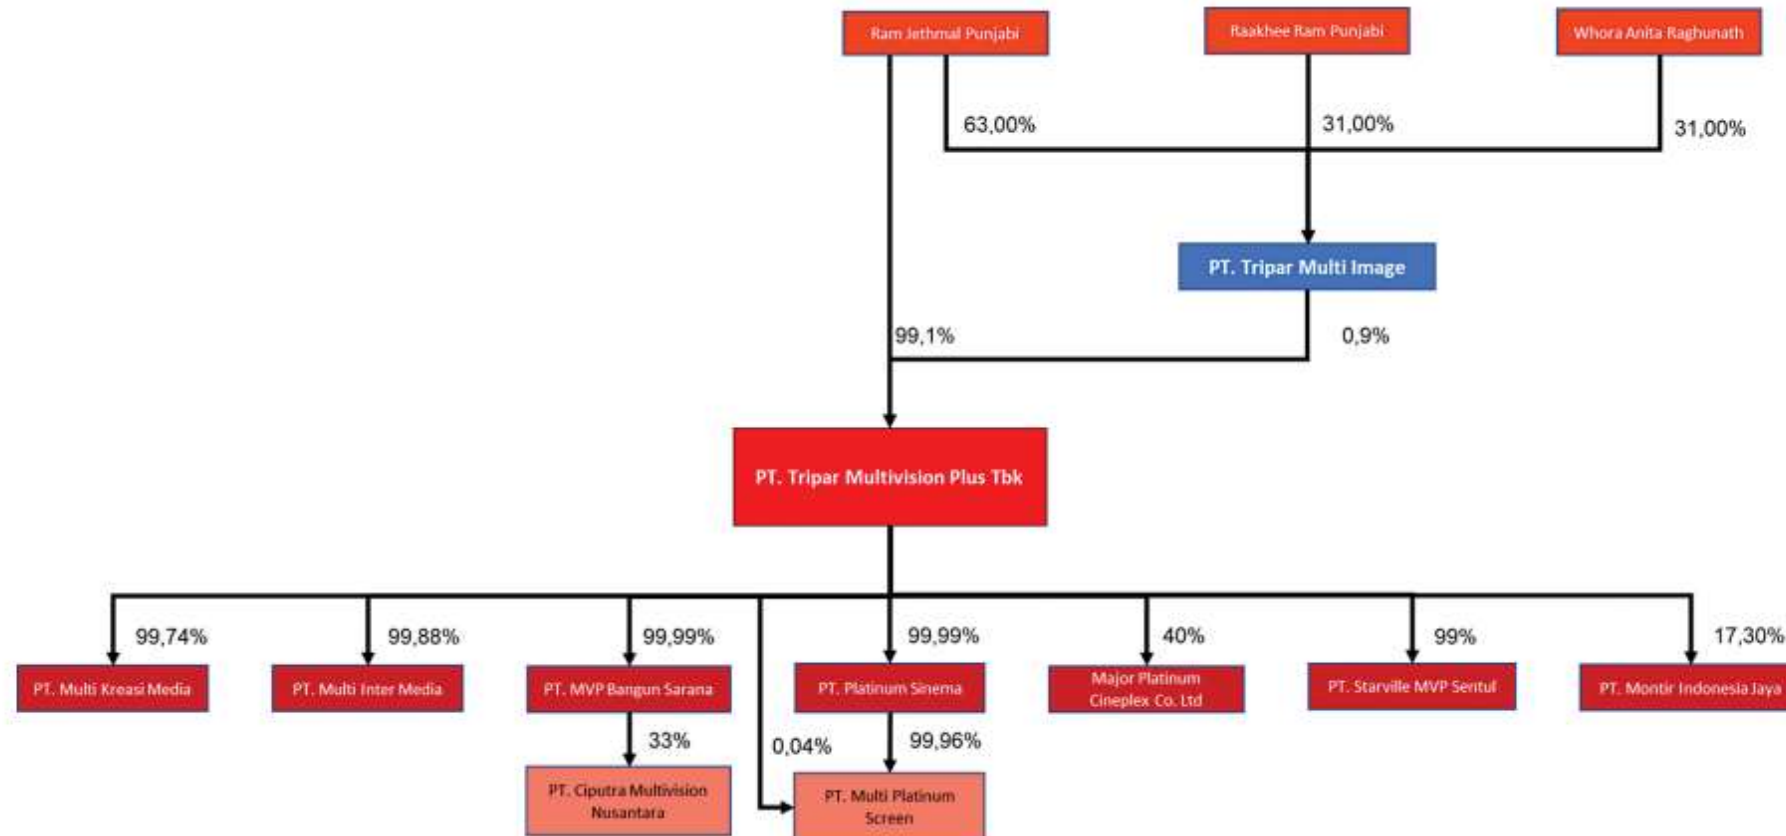 Ram Jethmal Punjabi
Raakhee Ram Punjabi
Whora Anita Raghunath
63,00%
31,00%
31,00%
PT. Tripar Multi Image
99,1%
0,9%
PT. Tripar Multivision Plus Tbk
99,74%
99,88%
99,99%
99,99%
40%
99%
17,30%
PT. Multi Kreasi Media
PT. Multi Inter Media
PT. MVP Bangun Sarana
PT. Platinum Sinema
Major Platinum
Cineplex Co. Ltd
PT. Starville MVP Sentul
PT. Montir Indonesia Jaya
33%
0,04%
99,96%
PT. Ciputra Multivision
Nusantara
PT. Multi Platinum
Screen